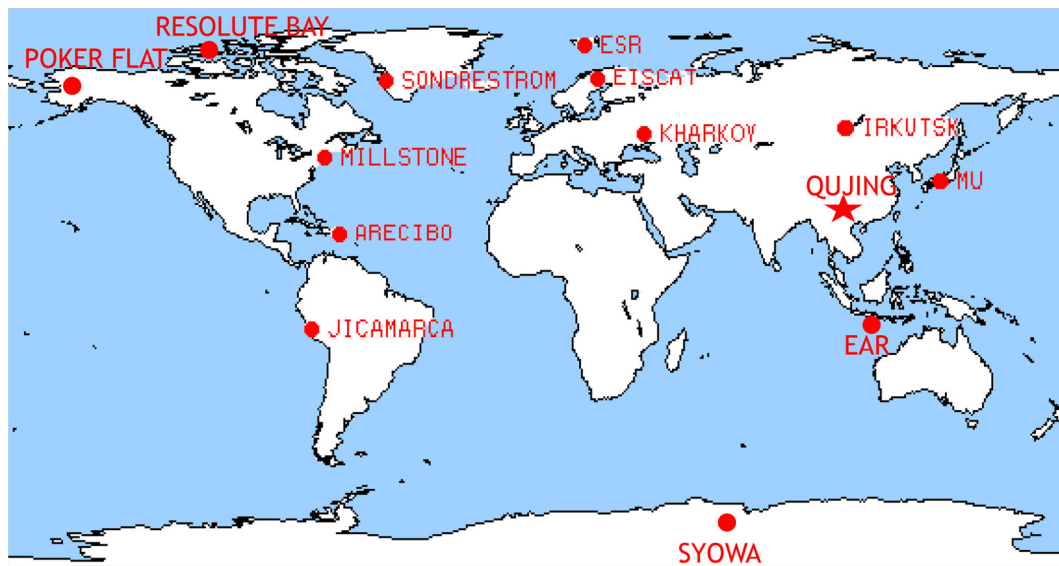 RESOLUTE BAY
POKER FLAT
ESR
SONDRESTROM
EISCAT
KHARKOV
IRKUTSK
MILLSTONE
MU
QUJING
ARECIBO
JICAMARCA
EAR
SYOWA